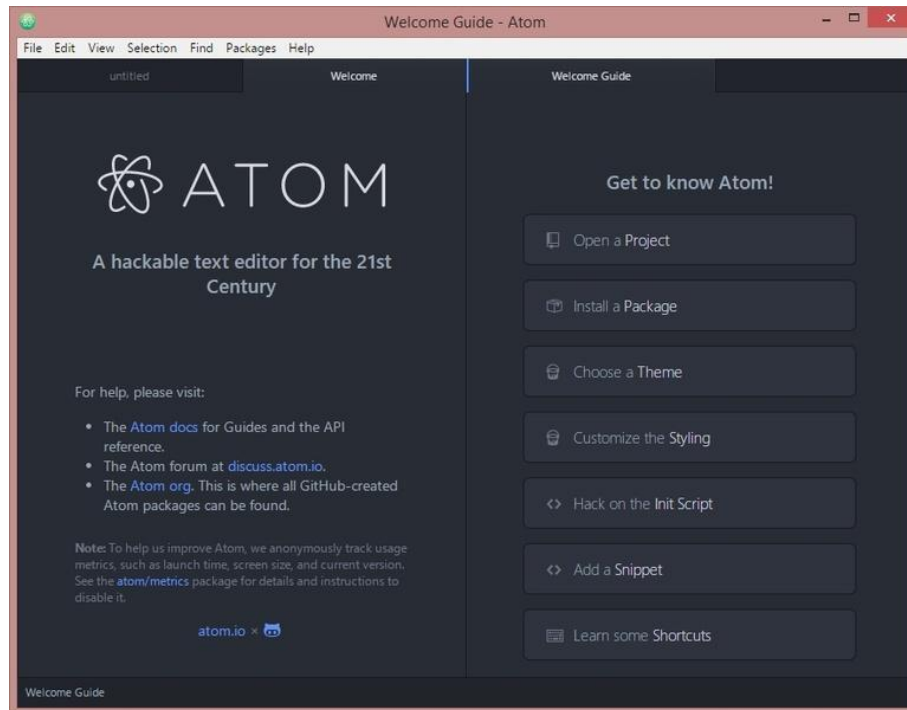 Welcome Guide - Atom
File Edit View Selection Find Packages Help
untitled
Welcome
Welcome Guide
ATOM
A hackable text editor for the 21st
Century
For help, please visit:
• The Atom docs for Guides and the API
reference.
• The Atom forum at discuss.atom.io.
• The Atom org. This is where all GitHub-created
Atom packages can be found.
Note: To help us improve Atom, we anonymously track usage
metrics, such as launch time, screen size, and current version.
See the atom/metrics package for details and instructions to
disable it.
atom.io ×
Get to know Atom!
Open a Project
Install a Package
Choose a Theme
Customize the Styling
Hack on the Init Script
Add a Snippet
Learn some Shortcuts
Welcome Guide